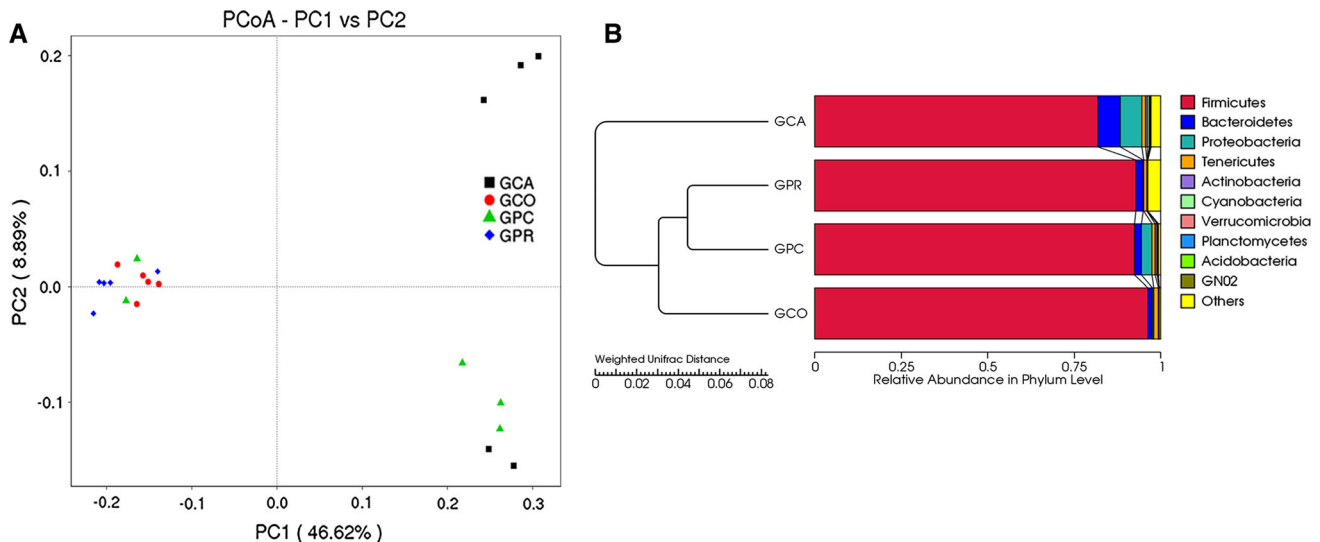 A
PCoA - PC1 vs PC2
0.2
0.1
0.0
-0.1
PC2 ( 8.89% )
GCA
GCO
GPC
GPR
-0.2
-0.1
0.0
0.1
0.2
0.3
PC1 ( 46.62% )
B
GCA
GPR
GPC
GCO
Weighted Unifrac Distance
0
0.02
0.04
0.06
0.08
0
0.25
0.5
0.75
1
Relative Abundance in Phylum Level
Firmicutes
Bacteroidetes
Proteobacteria
Tenericutes
Actinobacteria
Cyanobacteria
Verrucomicrobia
Planctomycetes
Acidobacteria
GN02
Others